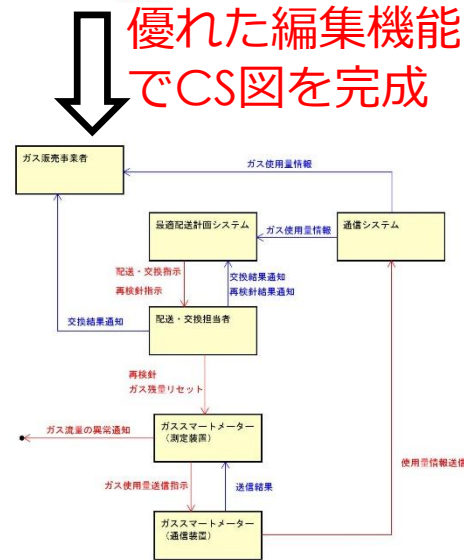 優れた編集機能
でCS図を完成
ガス販売事業者
ガス使用量情報
最適配送計画システム
ガス使用量情報
通信システム
配送・交換指示
再検針指示
交換結果通知
再検針結果通知
交換結果通知
配送・交換担当者
再検針
ガス残量リセット
ガス流量の異常通知
ガススマートメーター
（測定装置）
ガス使用量送信指示
送信結果
使用量情報送信
ガススマートメーター
（通信装置）